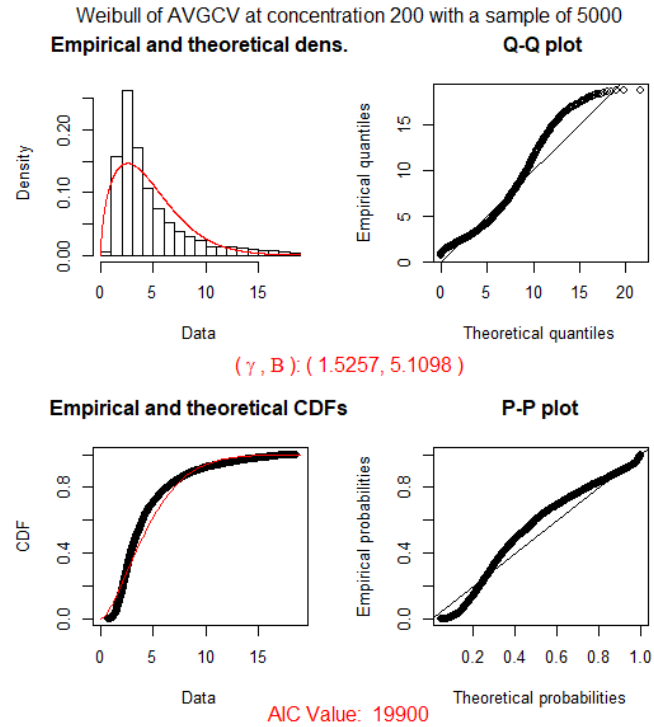 Weibull of AVGCV at concentration 200 with a sample of 5000
Empirical and theoretical dens.
Density
0.00 0.10 0.20
0 5 10 15
Data
Q-Q plot
Empirical quantiles
0 5 10 15
0 5 10 15 20
Theoretical quantiles
( γ , B ): ( 1.5257, 5.1098 )
Empirical and theoretical CDFs
CDF
0.0 0.4 0.8
0 5 10 15
Data
P-P plot
Empirical probabilities
0.0 0.4 0.8
0.2 0.4 0.6 0.8 1.0
Theoretical probabilities
AIC Value: 19900